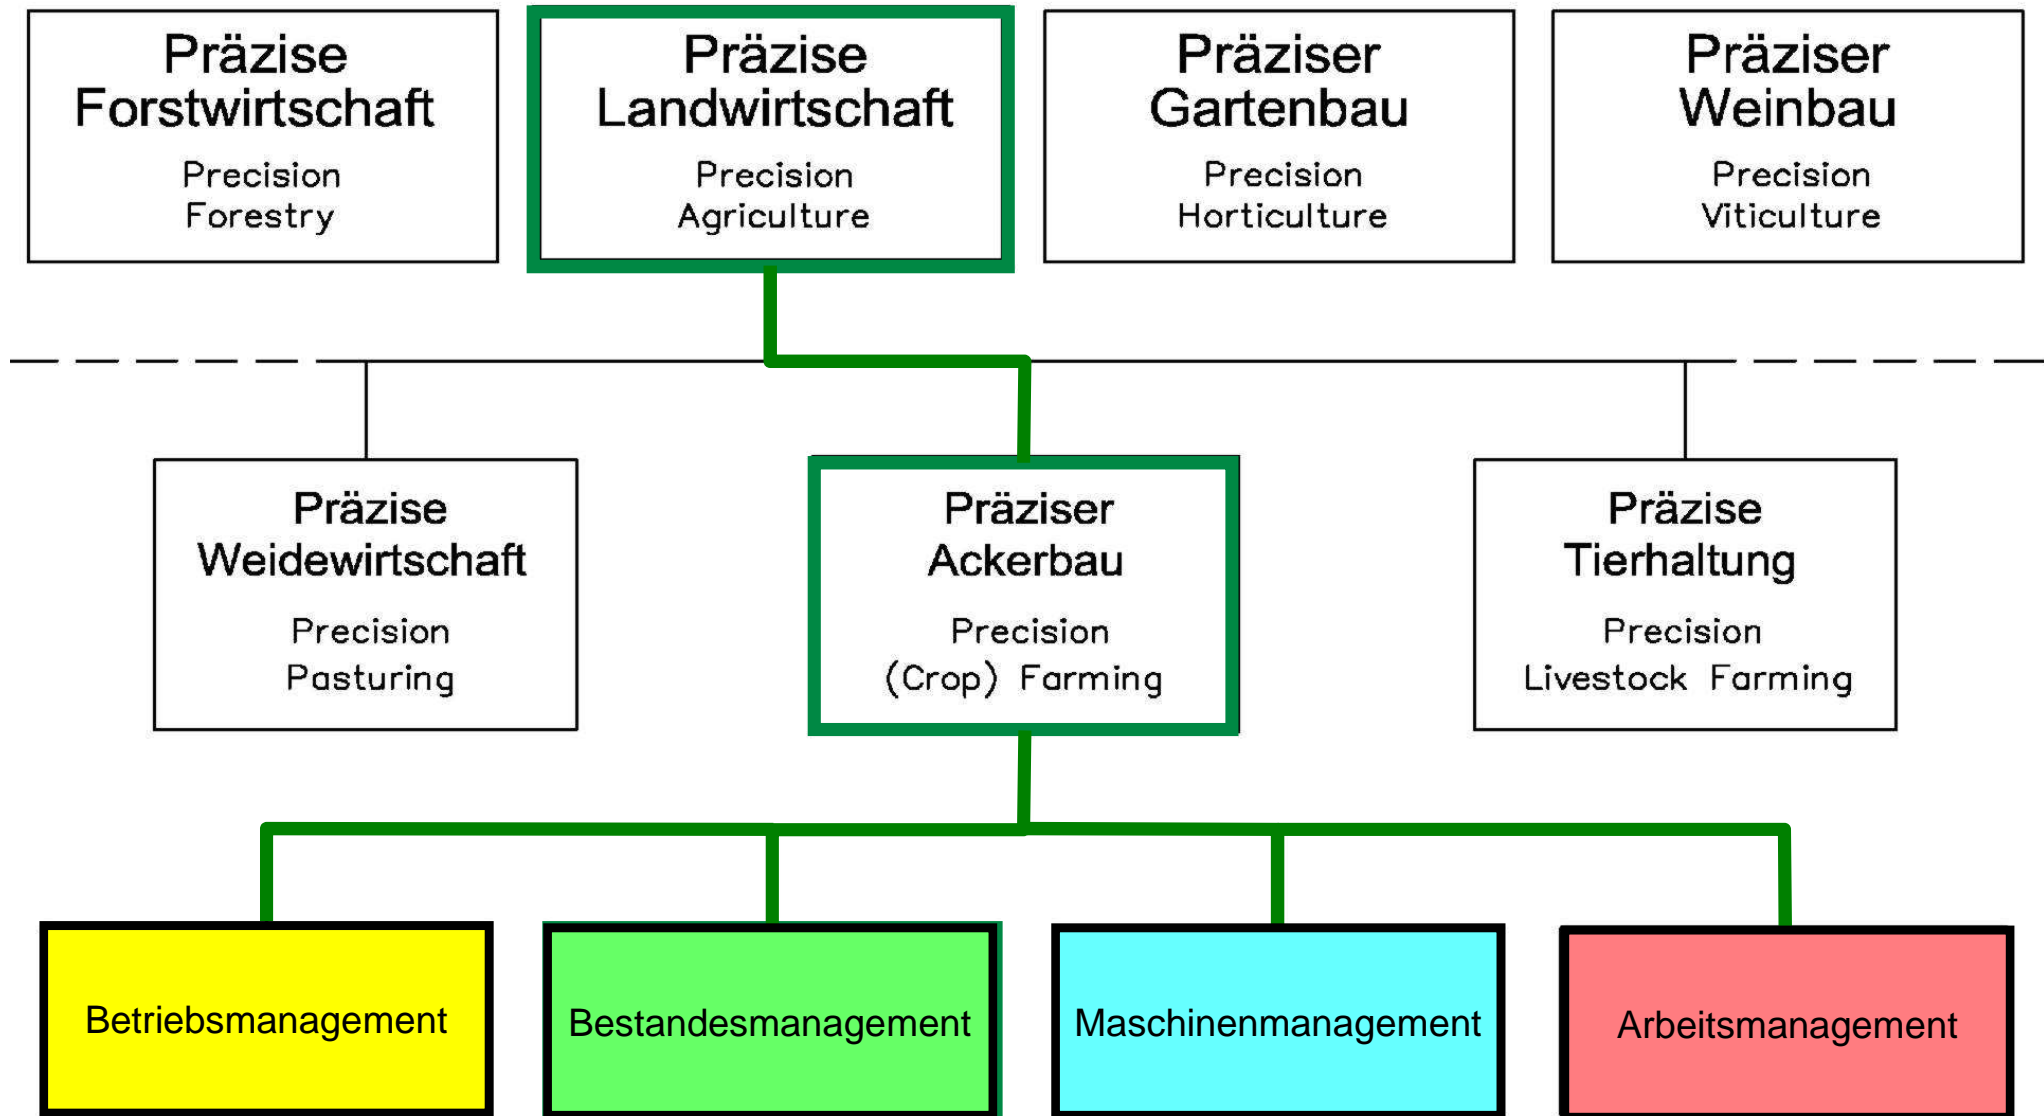 Präzise
Forstwirtschaft
Precision
Forestry
Präzise
Landwirtschaft
Precision
Agriculture
Präziser
Gartenbau
Precision
Horticulture
Präziser
Weinbau
Precision
Viticulture
Präzise
Weidewirtschaft
Precision
Pasturing
Präziser
Ackerbau
Precision
(Crop) Farming
Präzise
Tierhaltung
Precision
Livestock Farming
Betriebsmanagement
Bestandesmanagement
Maschinenmanagement
Arbeitsmanagement